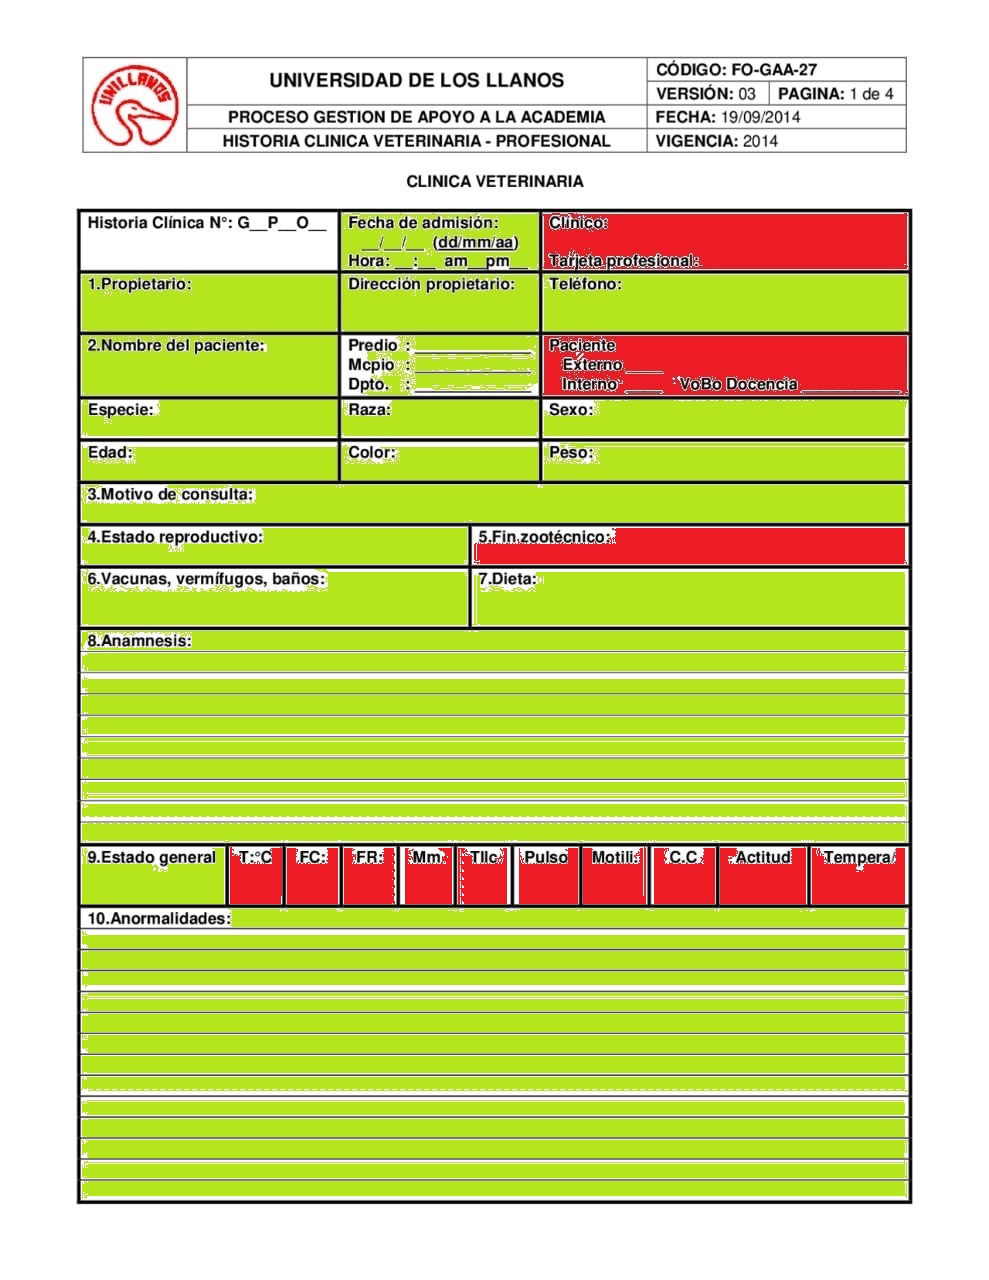 UNILLANOS
UNIVERSIDAD DE LOS LLANOS
CÓDIGO: FO-GAA-27
VERSIÓN: 03 PAGINA: 1 de 4
PROCESO GESTION DE APOYO A LA ACADEMIA
FECHA: 19/09/2014
HISTORIA CLINICA VETERINARIA - PROFESIONAL
VIGENCIA: 2014
CLINICA VETERINARIA
Historia Clínica N°: G__P__O__
Fecha de admisión:
__/__/__ (dd/mm/aa)
Hora: __:__ am__pm__
Clínico:
Tarjeta profesional:
1.Propietario:
Dirección propietario:
Teléfono:
2.Nombre del paciente:
Predio : ____________
Mcpio : ____________
Dpto. : ____________
Paciente
Externo ____
Interno ____ VoBo Docencia __________
Especie:
Raza:
Sexo:
Edad:
Color:
Peso:
3.Motivo de consulta:
4.Estado reproductivo:
5.Fin zootécnico:
6.Vacunas, vermífugos, baños:
7.Dieta:
8.Anamnesis:
9.Estado general
T:°C
FC:
FR:
Mm
Tllc
Pulso
Motili:
C.C
Actitud
Tempera/
10.Anormalidades: